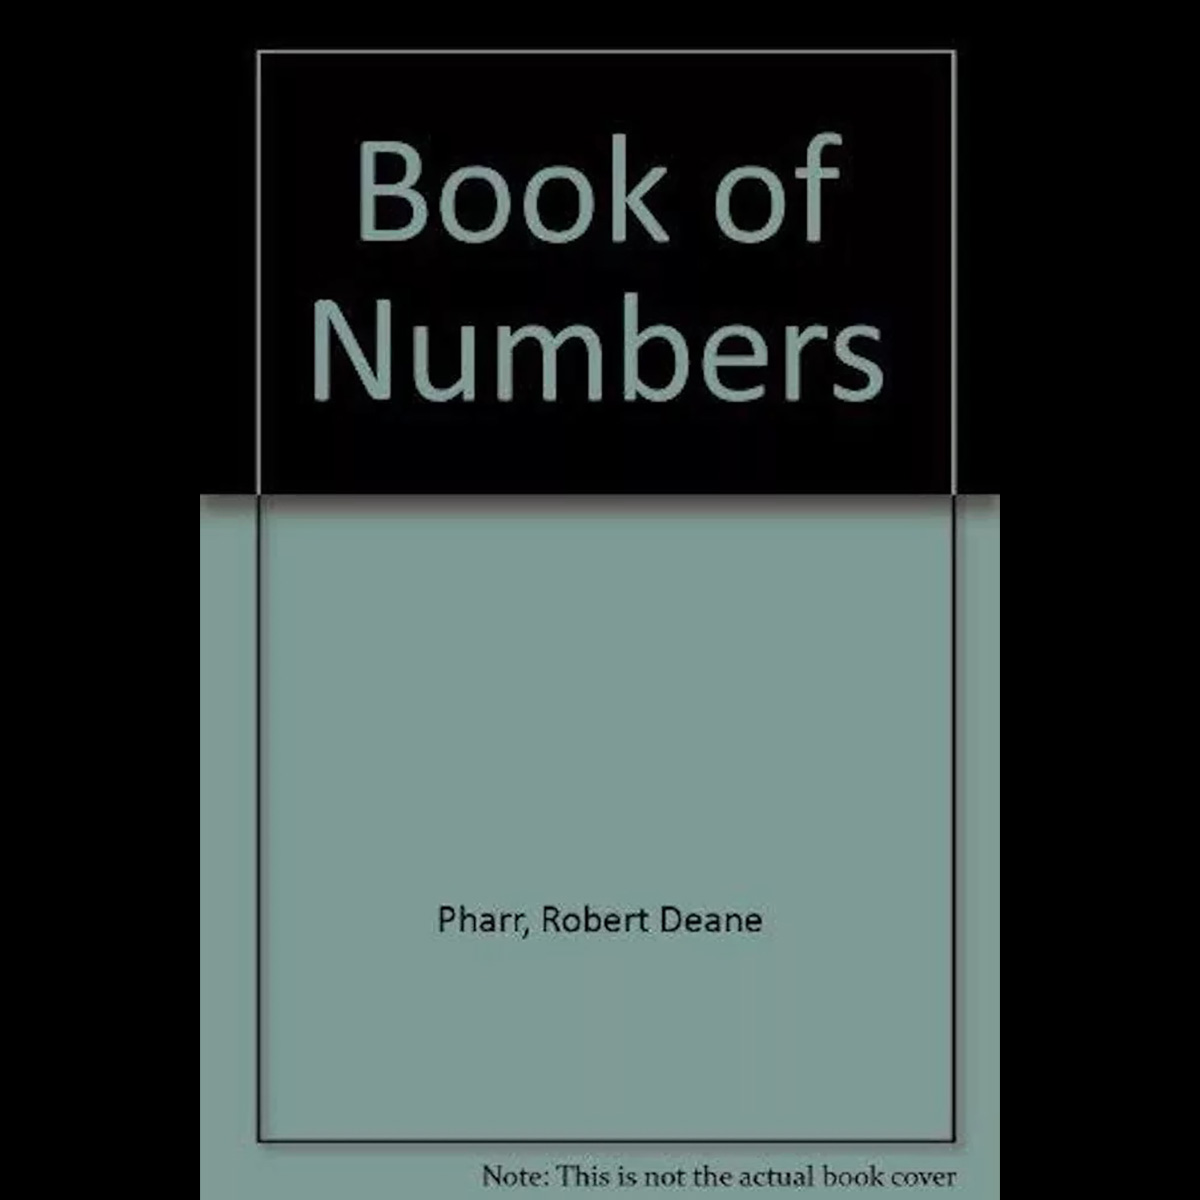 Book of
Numbers
Pharr, Robert Deane
Note: This is not the actual book cover